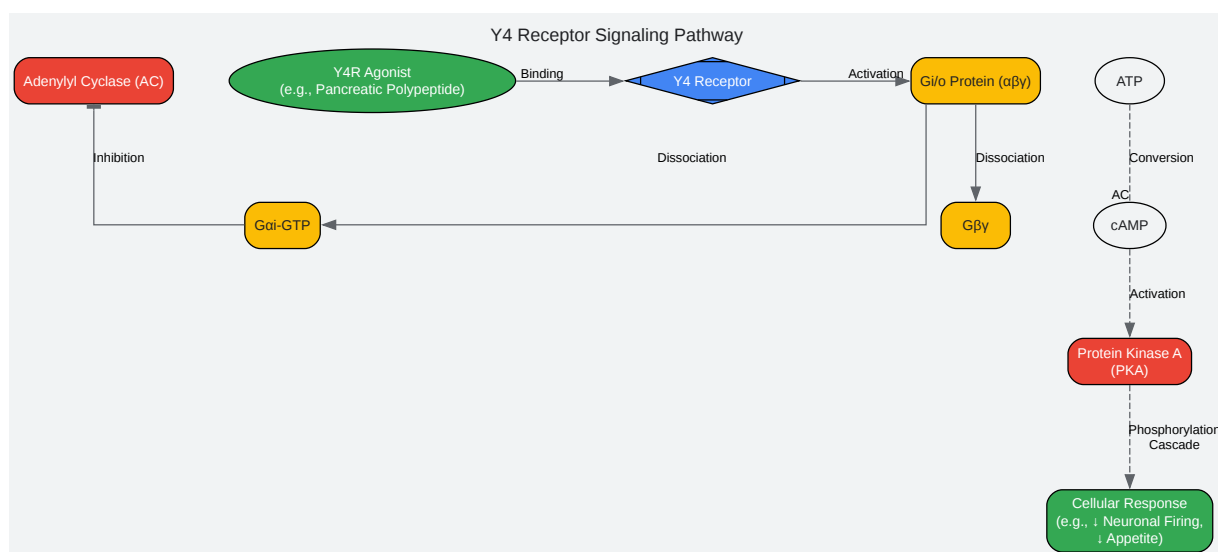 Y4 Receptor Signaling Pathway
Adenylyl Cyclase (AC)
Y4R Agonist
(e.g., Pancreatic Polypeptide)
Binding
Y4 Receptor
Activation
Gi/o Protein (αβγ)
ATP
Inhibition
Dissociation
Dissociation
Conversion
AC
Gαi-GTP
Gβγ
cAMP
Activation
Protein Kinase A
(PKA)
Phosphorylation
Cascade
Cellular Response
(e.g., ↓ Neuronal Firing,
↓ Appetite)